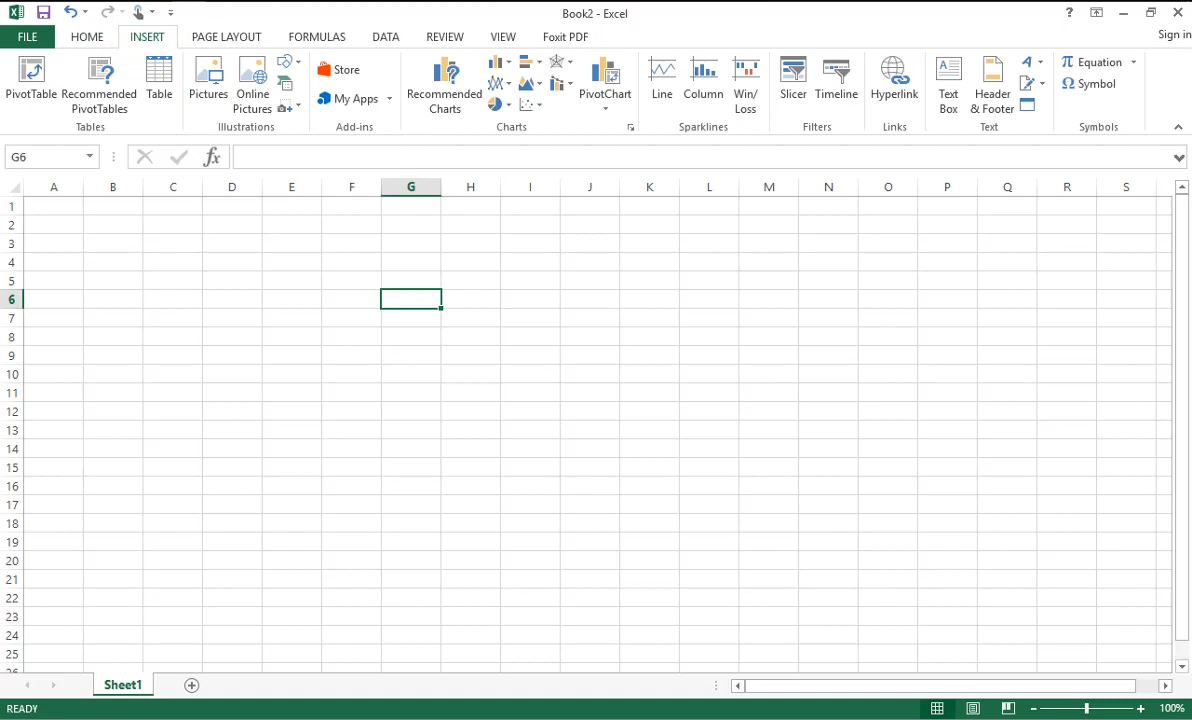 Book2 - Excel
?
Sign in
FILE HOME INSERT PAGE LAYOUT FORMULAS DATA REVIEW VIEW Foxit PDF
PivotTable
Recommended
PivotTables
Table
Tables
Pictures
Online
Pictures
Illustrations
Store
My Apps
Add-ins
Recommended
Charts
PivotChart
Charts
Line
Column
Win/
Loss
Sparklines
Slicer
Timeline
Filters
Hyperlink
Links
Text
Box
Header
& Footer
Text
π Equation
Ω Symbol
Symbols
G6
fx
A B C D E F G H I J K L M N O P Q R S
1
2
3
4
5
6
7
8
9
10
11
12
13
14
15
16
17
18
19
20
21
22
23
24
25
26
Sheet1
READY
100%